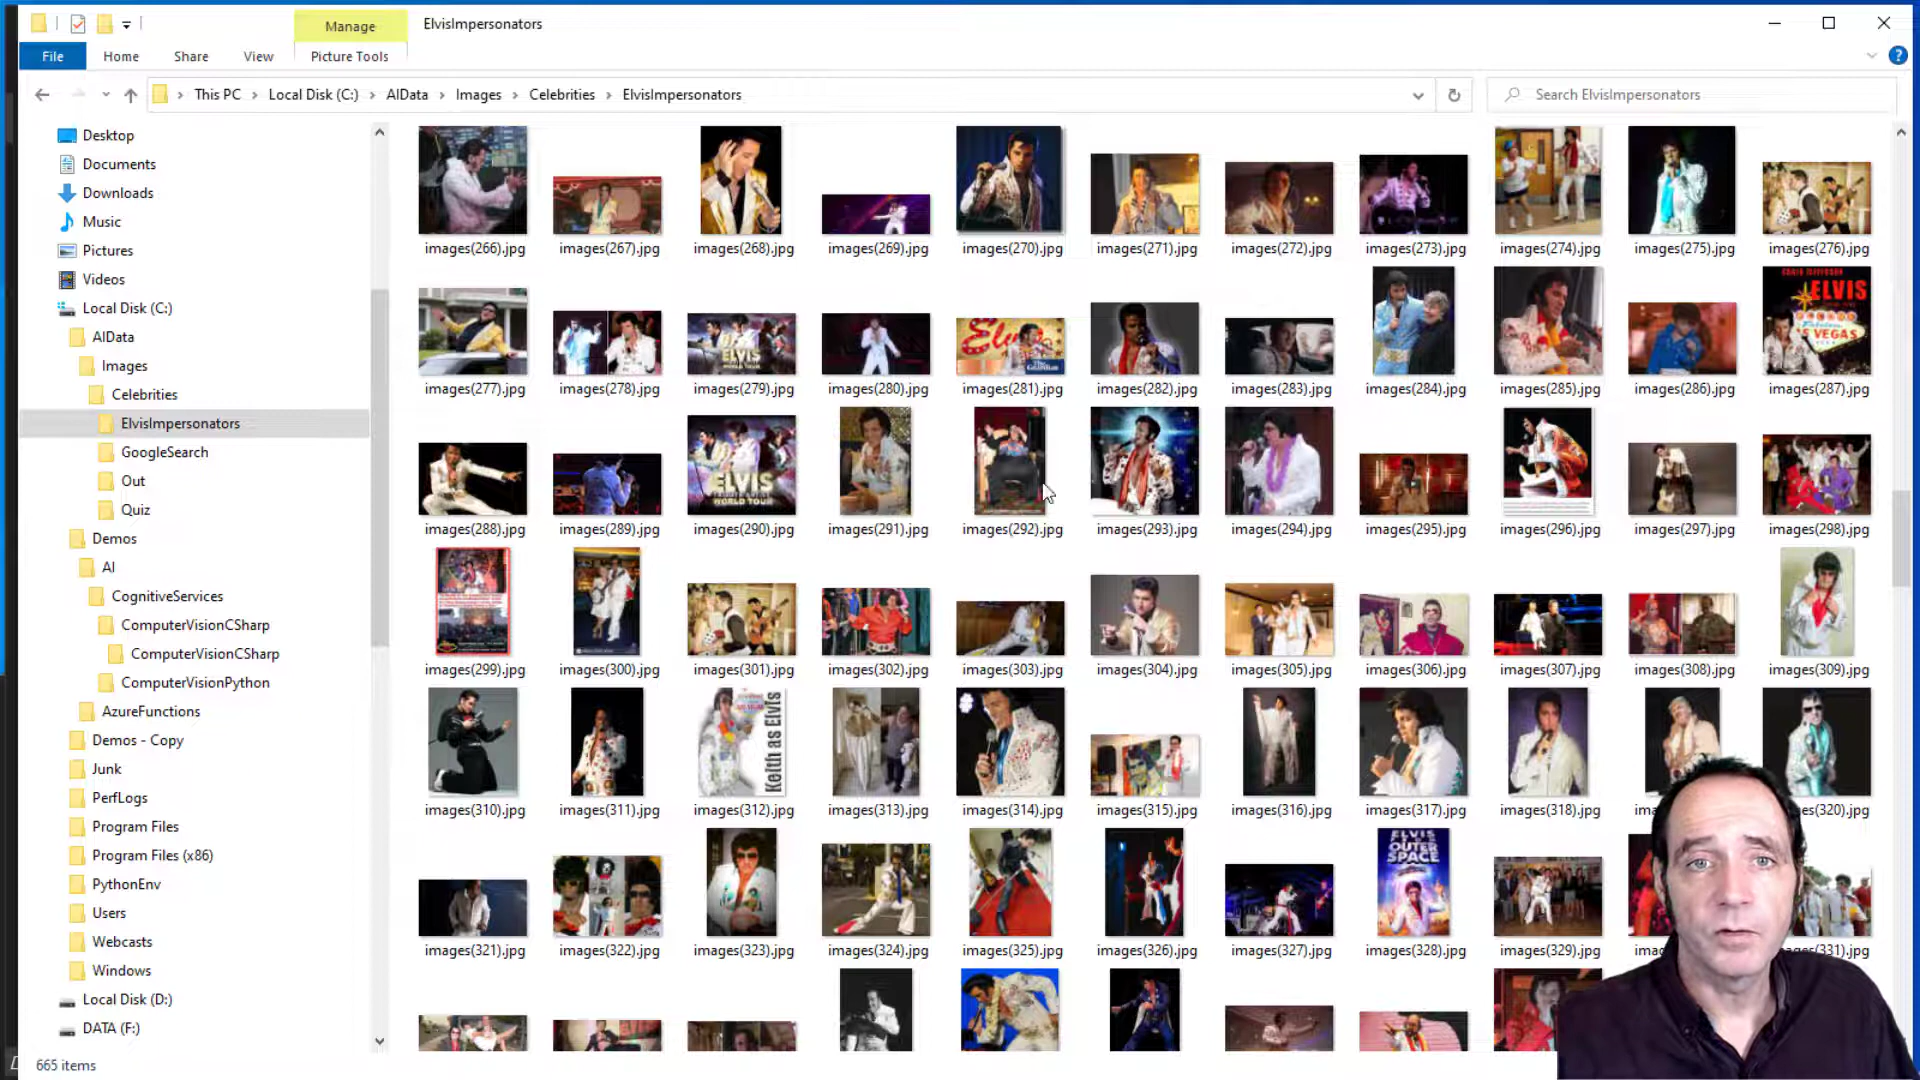 Manage
ElvisImpersonators
File
Home
Share
View
Picture Tools
This PC
Local Disk (C:)
AIData
Images
Celebrities
ElvisImpersonators
Search ElvisImpersonators
Desktop
Documents
Downloads
Music
Pictures
Videos
Local Disk (C:)
AIData
Images
Celebrities
ElvisImpersonators
GoogleSearch
Out
Quiz
Demos
AI
CognitiveServices
ComputerVisionCSharp
ComputerVisionCSharp
ComputerVisionPython
AzureFunctions
Demos - Copy
Junk
PerfLogs
Program Files
Program Files (x86)
PythonEnv
Users
Webcasts
Windows
Local Disk (D:)
DATA (F:)
images(266).jpg images(267).jpg images(268).jpg images(269).jpg images(270).jpg images(271).jpg images(272).jpg images(273).jpg images(274).jpg images(275).jpg images(276).jpg
ELVIS
VEGAS
ELVIS
Elvis
The Guardian
images(277).jpg images(278).jpg images(279).jpg images(280).jpg images(281).jpg images(282).jpg images(283).jpg images(284).jpg images(285).jpg images(286).jpg images(287).jpg
ELVIS
WORLD TOUR
images(288).jpg images(289).jpg images(290).jpg images(291).jpg images(292).jpg images(293).jpg images(294).jpg images(295).jpg images(296).jpg images(297).jpg images(298).jpg
images(299).jpg images(300).jpg images(301).jpg images(302).jpg images(303).jpg images(304).jpg images(305).jpg images(306).jpg images(307).jpg images(308).jpg images(309).jpg
Keith as Elvis
images(310).jpg images(311).jpg images(312).jpg images(313).jpg images(314).jpg images(315).jpg images(316).jpg images(317).jpg images(318).jpg (320).jpg
ELVIS
OUTER
SPACE
images(321).jpg images(322).jpg images(323).jpg images(324).jpg images(325).jpg images(326).jpg images(327).jpg images(328).jpg images(329).jpg ages(331).jpg
665 items